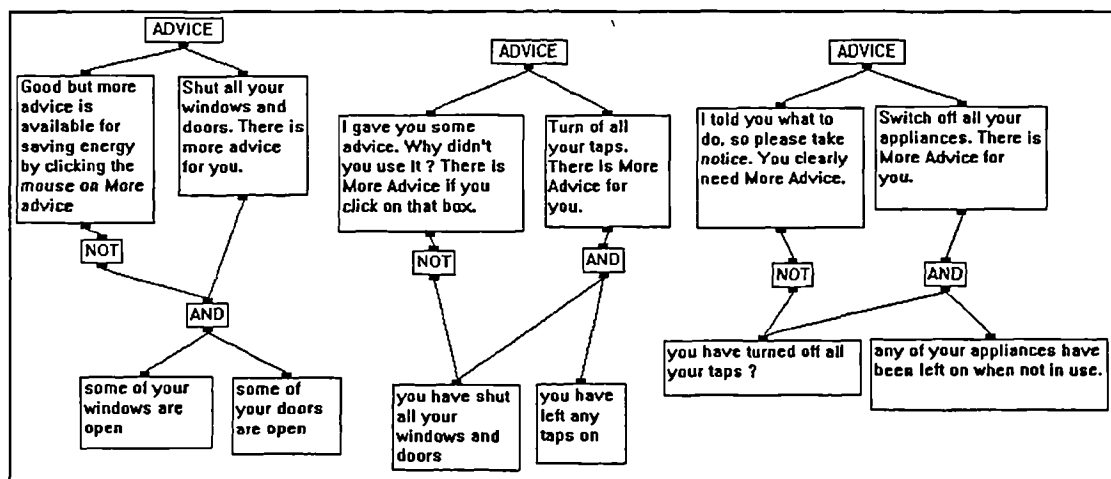 ADVICE
Good but more
advice is
available for
saving energy
by clicking the
mouse on More
advice
Shut all your
windows and
doors. There is
more advice
for you.
NOT
AND
some of your
windows are
open
some of
your doors
are open
ADVICE
I gave you some
advice. Why didn't
you use it ? There is
More Advice if you
click on that box.
Turn of all
your taps.
There is More
Advice for
you.
NOT
AND
you have shut
all your
windows and
doors
you have
left any
taps on
ADVICE
I told you what to
do, so please take
notice. You clearly
need More Advice.
Switch off all your
appliances. There is
More Advice for
you.
NOT
AND
you have turned off all
your taps ?
any of your appliances have
been left on when not in use.